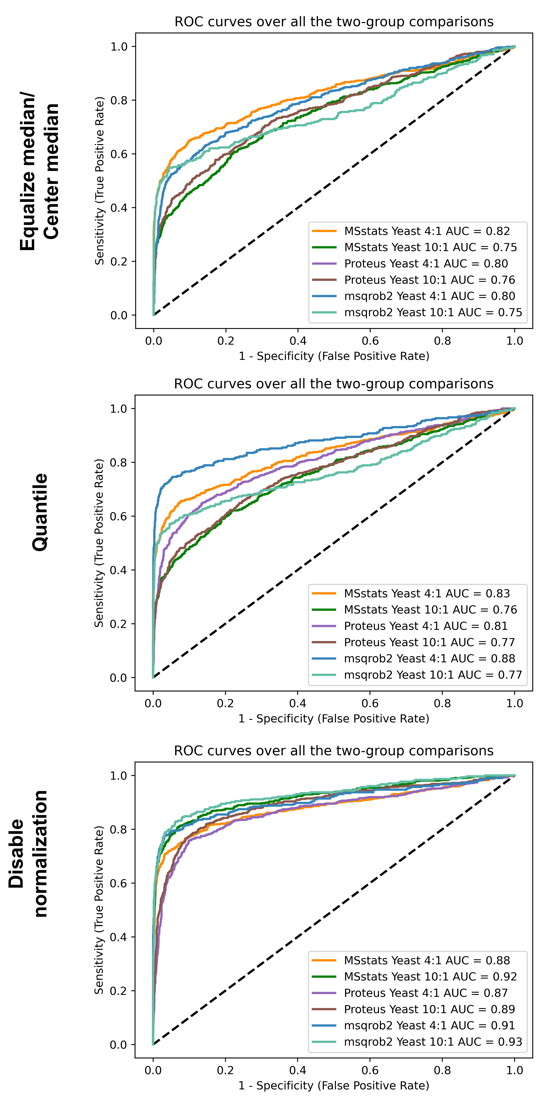 ROC curves over all the two-group comparisons
Equalize median/
Center median
Sensitivity (True Positive Rate)
1.0
0.8
0.6
0.4
0.2
0.0
MSstats Yeast 4:1 AUC = 0.82
MSstats Yeast 10:1 AUC = 0.75
Proteus Yeast 4:1 AUC = 0.80
Proteus Yeast 10:1 AUC = 0.76
msqrob2 Yeast 4:1 AUC = 0.80
msqrob2 Yeast 10:1 AUC = 0.75
0.0 0.2 0.4 0.6 0.8 1.0
1 - Specificity (False Positive Rate)
ROC curves over all the two-group comparisons
Quantile
Sensitivity (True Positive Rate)
1.0
0.8
0.6
0.4
0.2
0.0
MSstats Yeast 4:1 AUC = 0.83
MSstats Yeast 10:1 AUC = 0.76
Proteus Yeast 4:1 AUC = 0.81
Proteus Yeast 10:1 AUC = 0.77
msqrob2 Yeast 4:1 AUC = 0.88
msqrob2 Yeast 10:1 AUC = 0.77
0.0 0.2 0.4 0.6 0.8 1.0
1 - Specificity (False Positive Rate)
ROC curves over all the two-group comparisons
Disable
normalization
Sensitivity (True Positive Rate)
1.0
0.8
0.6
0.4
0.2
0.0
MSstats Yeast 4:1 AUC = 0.88
MSstats Yeast 10:1 AUC = 0.92
Proteus Yeast 4:1 AUC = 0.87
Proteus Yeast 10:1 AUC = 0.89
msqrob2 Yeast 4:1 AUC = 0.91
msqrob2 Yeast 10:1 AUC = 0.93
0.0 0.2 0.4 0.6 0.8 1.0
1 - Specificity (False Positive Rate)